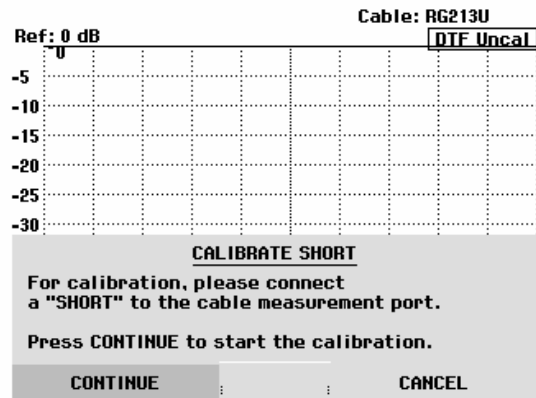 Cable: RG213U
Ref: 0 dB
DTF Uncal
0
-5
-10
-15
-20
-25
-30
CALIBRATE SHORT
For calibration, please connect
a "SHORT" to the cable measurement port.
Press CONTINUE to start the calibration.
CONTINUE
CANCEL